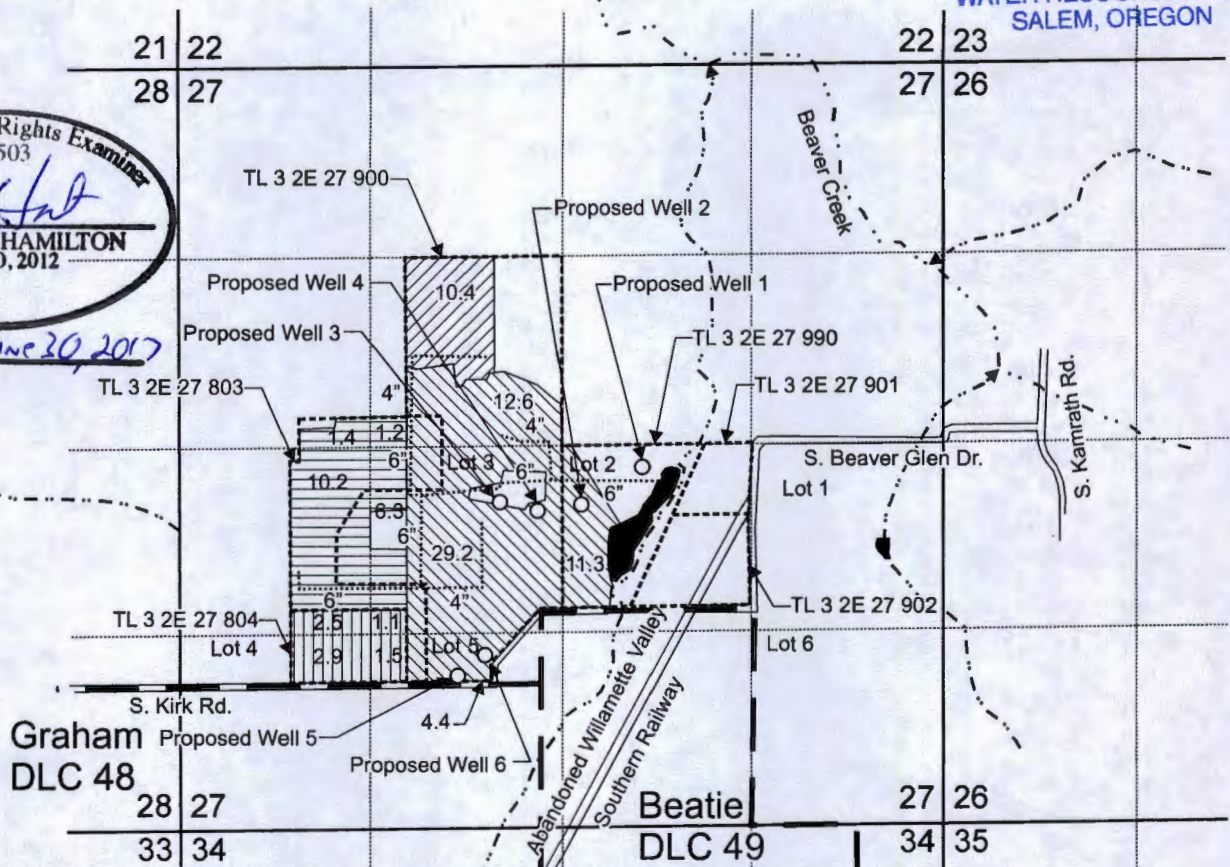 SALEM, OREGON
21 22
22 23
28 27
27 26
Rights Examiner
503
HAMILTON
2012
June 30, 2017
Beaver Creek
TL 3 2E 27 900
Proposed Well 2
Proposed Well 4
10.4
Proposed Well 1
Proposed Well 3
TL 3 2E 27 990
TL 3 2E 27 803
4"
TL 3 2E 27 901
12.6
4"
1.4
1.2
S. Kamrath Rd.
6"
Lot 3
6"
Lot 2
S. Beaver Glen Dr.
10.2
6"
Lot 1
6.3
6"
29.2
11.3
6"
4"
TL 3 2E 27 902
TL 3 2E 27 804
2.5
1.1
Lot 4
2.9
1.5
Lot 5
Lot 6
S. Kirk Rd.
4.4
Graham
DLC 48
Proposed Well 5
Proposed Well 6
Abandoned Willamette Valley
Southern Railway
Beatie
DLC 49
28 27
27 26
33 34
34 35